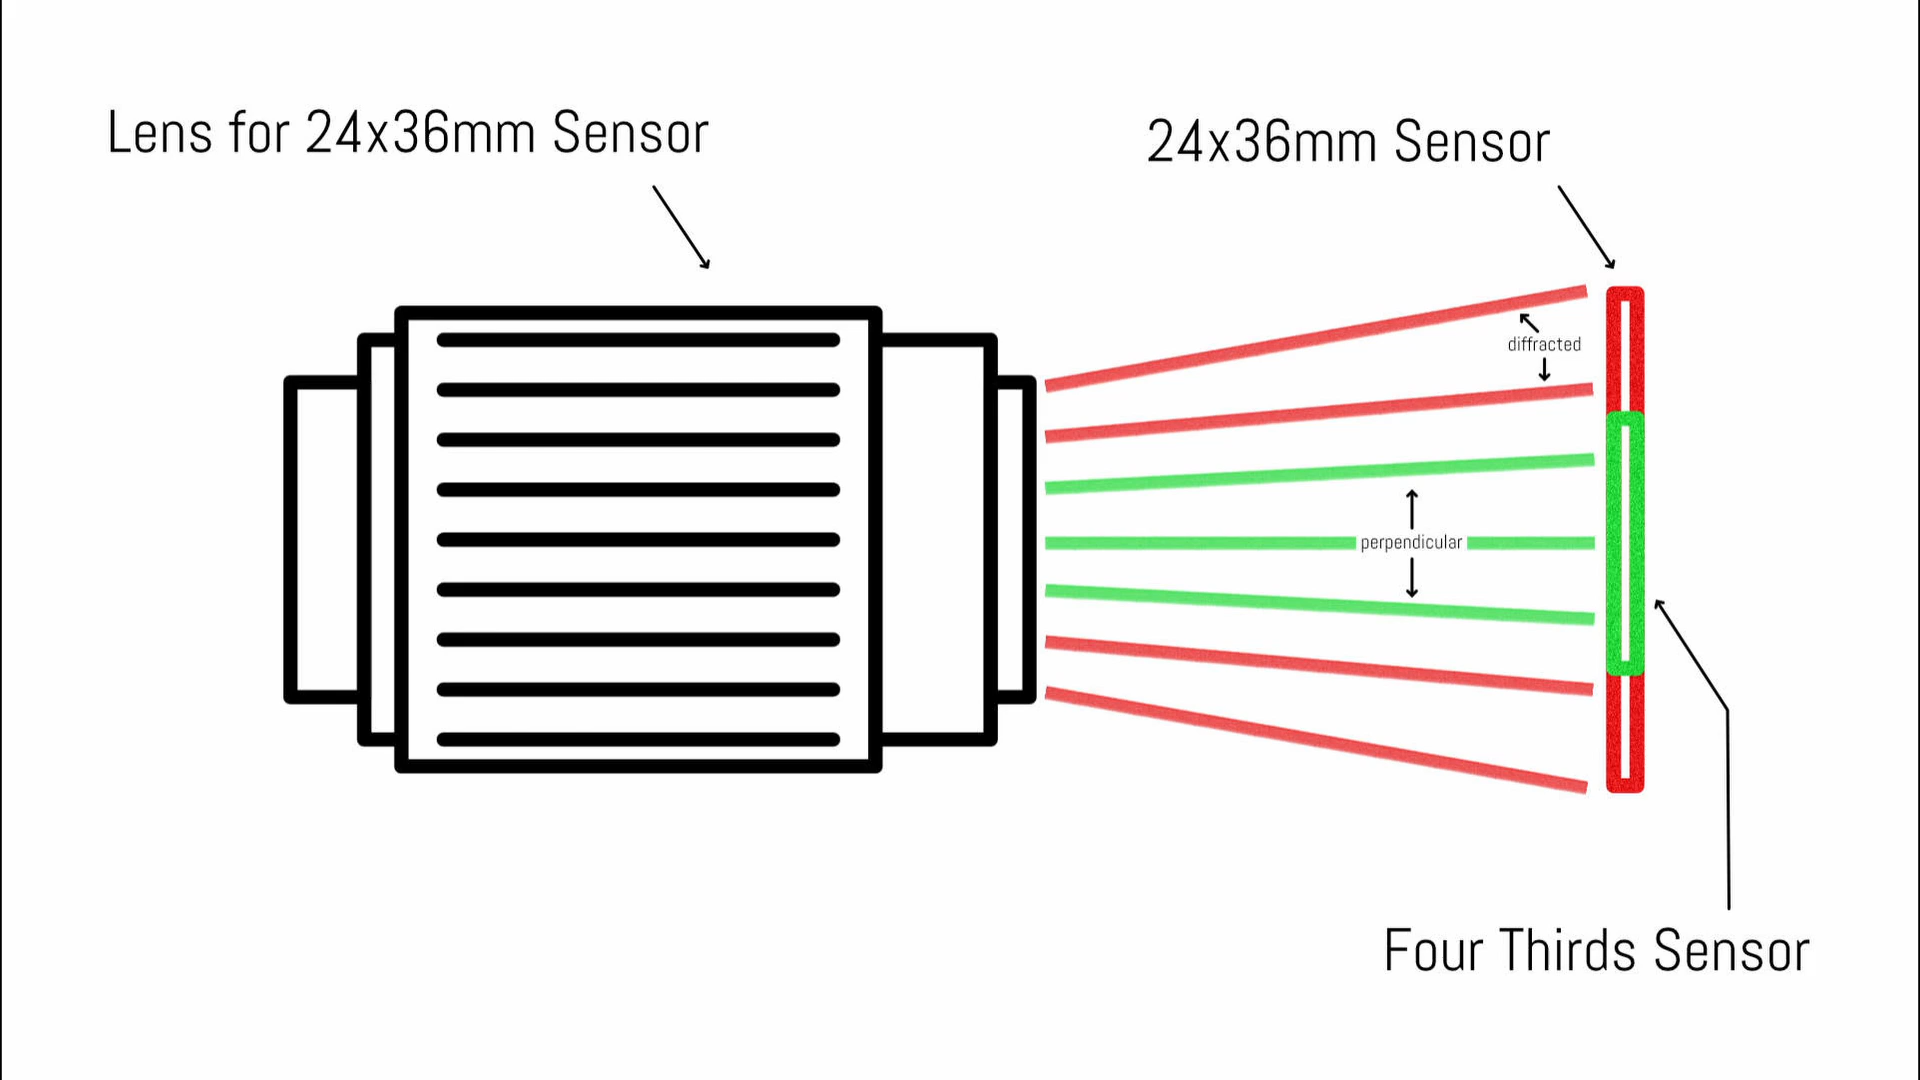 Lens for 24x36mm Sensor
24x36mm Sensor
diffracted
perpendicular
Four Thirds Sensor